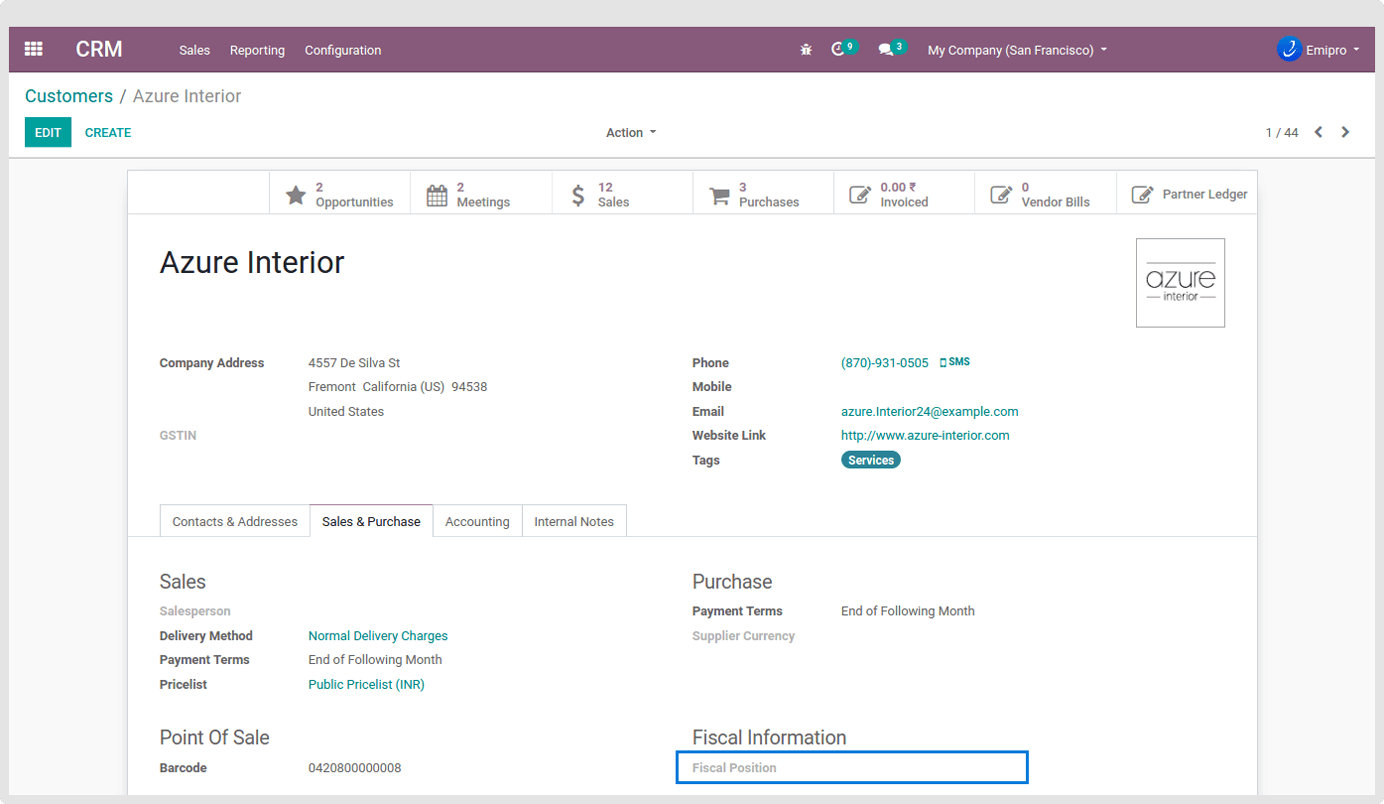 CRM Sales Reporting Configuration 9 3 My Company (San Francisco) Emipro
Customers / Azure Interior
EDIT CREATE Action 1 / 44
2 Opportunities
2 Meetings
12 Sales
3 Purchases
0.00 ₹ Invoiced
0 Vendor Bills
Partner Ledger
Azure Interior
azure
interior
Company Address 4557 De Silva St
Fremont California (US) 94538
United States
GSTIN
Phone (870)-931-0505 SMS
Mobile
Email azure.Interior24@example.com
Website Link http://www.azure-interior.com
Tags Services
Contacts & Addresses Sales & Purchase Accounting Internal Notes
Sales
Salesperson
Delivery Method Normal Delivery Charges
Payment Terms End of Following Month
Pricelist Public Pricelist (INR)
Purchase
Payment Terms End of Following Month
Supplier Currency
Point Of Sale
Barcode 0420800000008
Fiscal Information
Fiscal Position